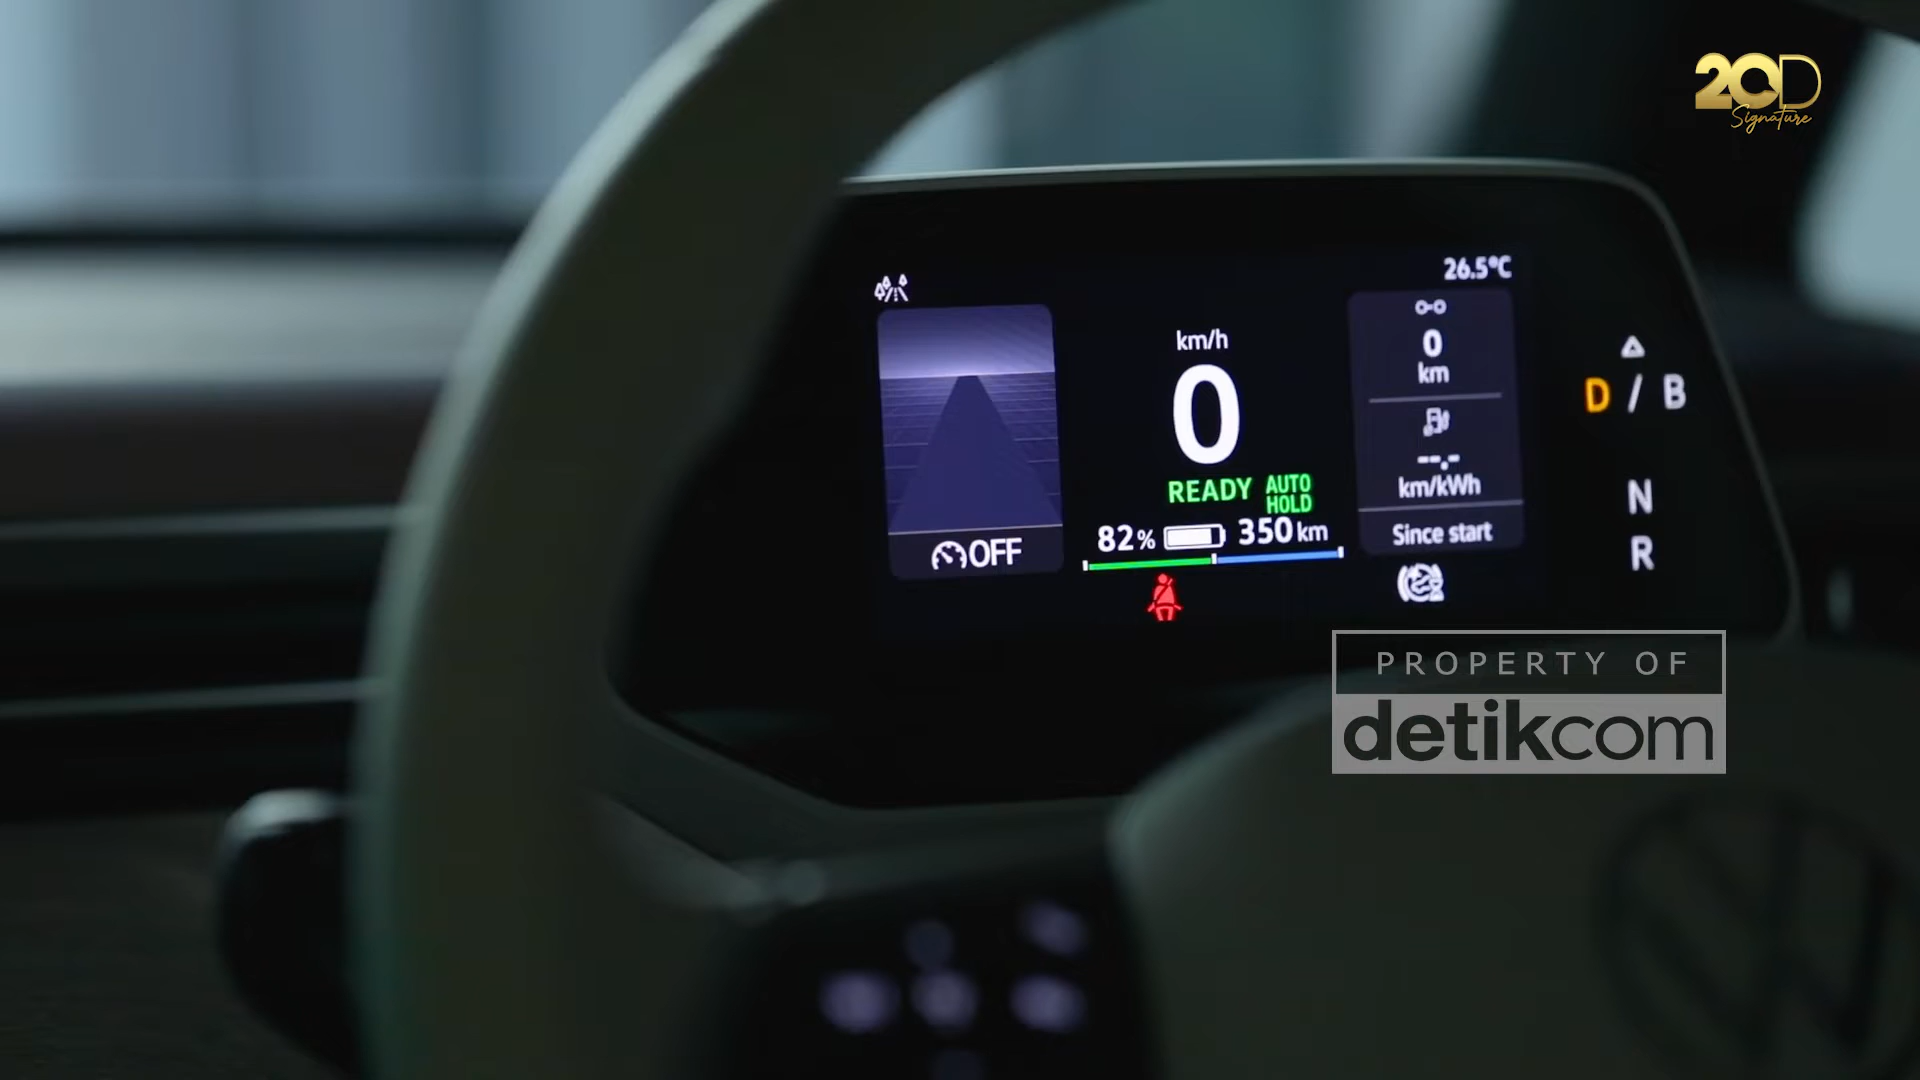 20D
Signature
26.5°C
0
km
--.-
km/kWh
Since start
km/h
0
READY
AUTO
HOLD
82% 350 km
OFF
D / B
N
R
PROPERTY OF
detikcom